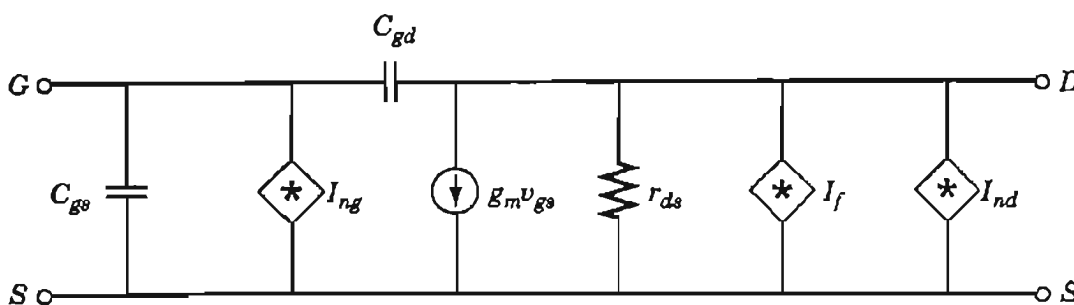 C_gd
G
D
C_gs
*
I_ng
g_m v_gs
r_ds
*
I_f
*
I_nd
S
S